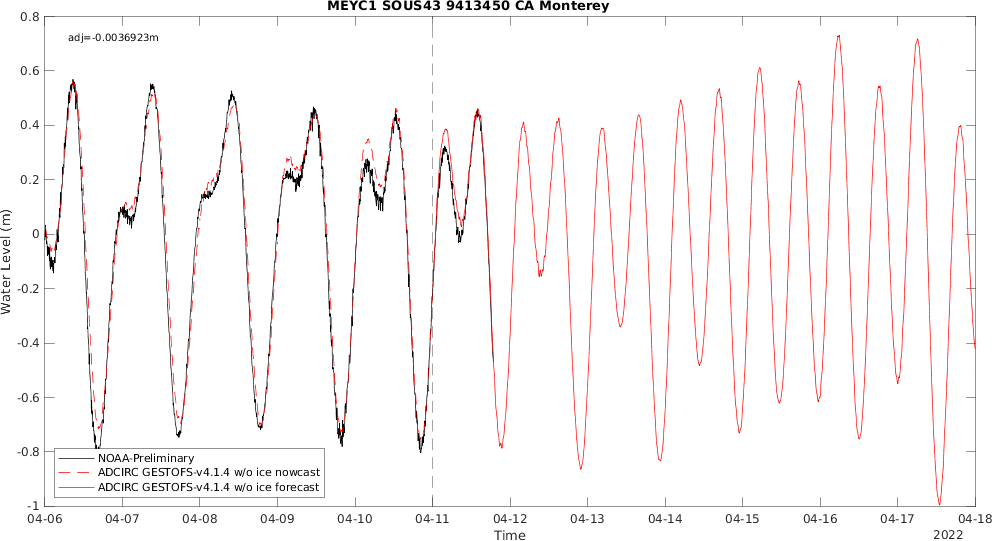 MEYC1 SOUS43 9413450 CA Monterey
adj=-0.0036923m
0.8
0.6
0.4
0.2
0
-0.2
-0.4
-0.6
-0.8
-1
Water Level (m)
NOAA-Preliminary
ADCIRC GESTOFS-v4.1.4 w/o ice nowcast
ADCIRC GESTOFS-v4.1.4 w/o ice forecast
04-06 04-07 04-08 04-09 04-10 04-11 04-12 04-13 04-14 04-15 04-16 04-17 04-18
Time
2022